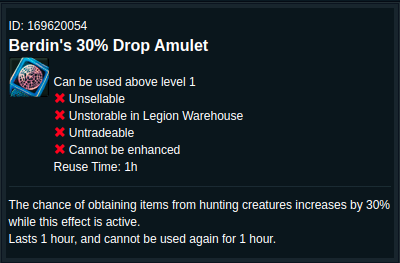 ID: 169620054
Berdin's 30% Drop Amulet
Can be used above level 1
Unsellable
Unstorable in Legion Warehouse
Untradeable
Cannot be enhanced
Reuse Time: 1h
The chance of obtaining items from hunting creatures increases by 30%
while this effect is active.
Lasts 1 hour, and cannot be used again for 1 hour.